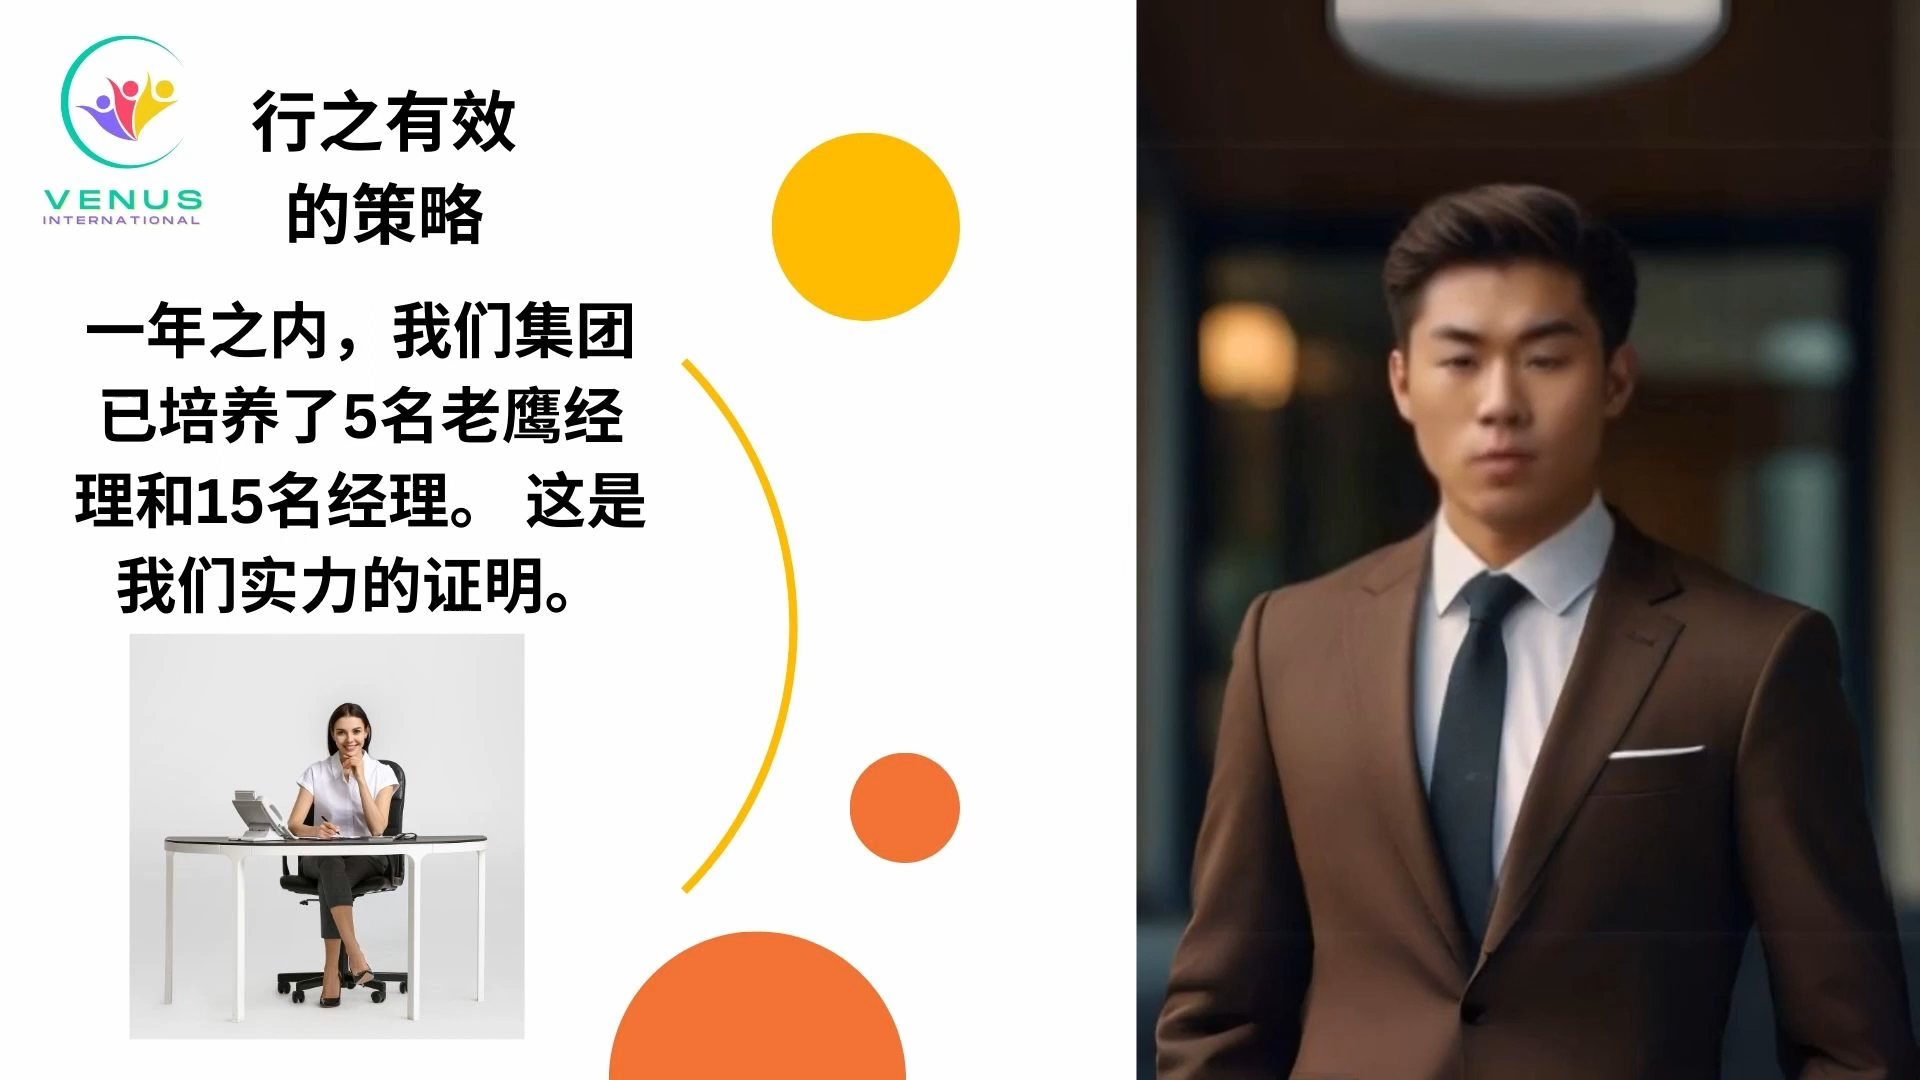 VENUS
INTERNATIONAL
行之有效
的策略
一年之内，我们集团
已培养了5名老鹰经
理和15名经理。 这是
我们实力的证明。